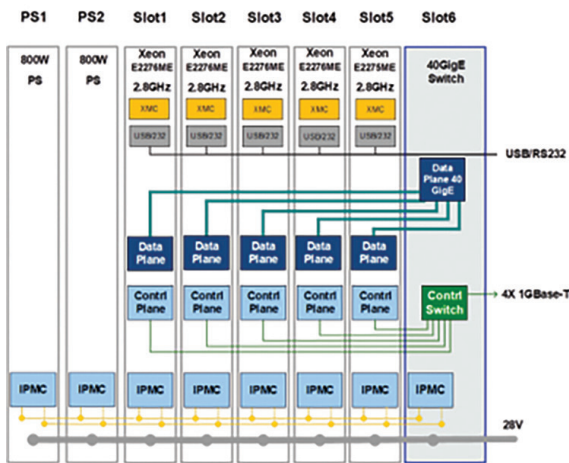 PS1 PS2 Slot1 Slot2 Slot3 Slot4 Slot5 Slot6
800W PS
800W PS
Xeon E2276ME 2.8GHz
Xeon E2276ME 2.8GHz
Xeon E2276ME 2.8GHz
Xeon E2276ME 2.8GHz
Xeon E2275ME 2.8GHz
40GigE Switch
XMC XMC XMC XMC XMC
USB/232 USB/232 USB/232 USB/232 USB/232
USB/RS232
Data Plane 40 GigE
Data Plane
Data Plane
Data Plane
Data Plane
Data Plane
Contrl Plane
Contrl Plane
Contrl Plane
Contrl Plane
Contrl Plane
Contrl Switch
4X 1GBase-T
IPMC IPMC IPMC IPMC IPMC IPMC IPMC IPMC
28V